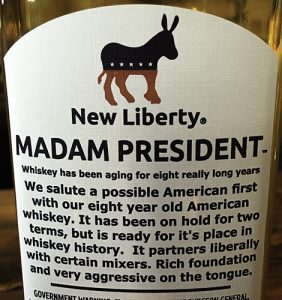 New Liberty®
MADAM PRESIDENT™
Whiskey has been aging for eight really long years
We salute a possible American first
with our eight year old American
whiskey. It has been on hold for two
terms, but is ready for it's place in
whiskey history. It partners liberally
with certain mixers. Rich foundation
and very aggressive on the tongue.
GOVERNMENT WARNING:
SURGEON GENERAL